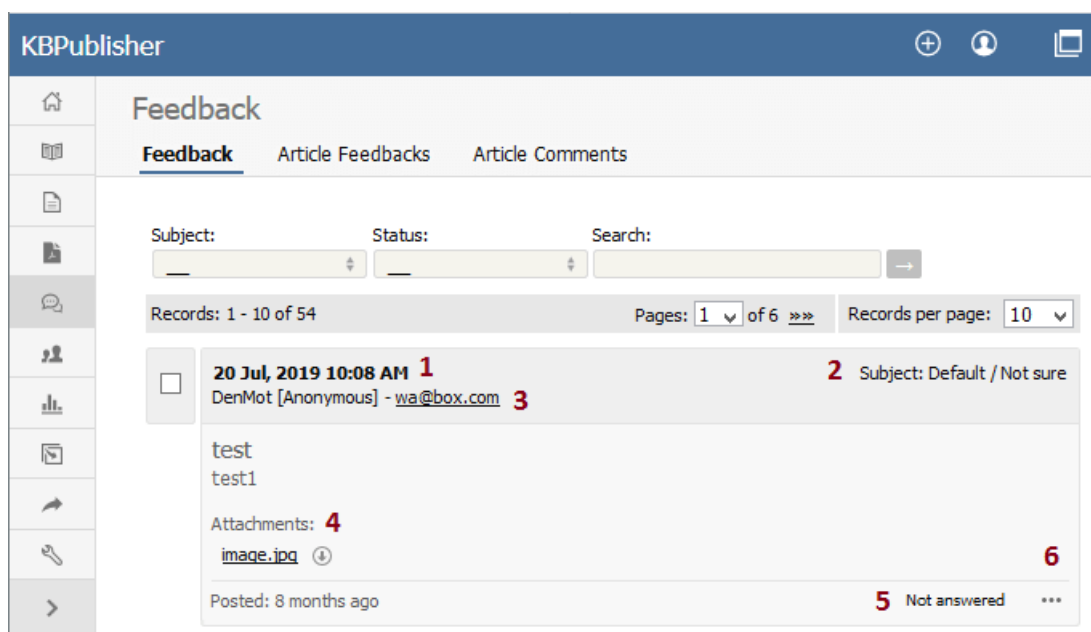 KBPublisher
Feedback
Feedback Article Feedbacks Article Comments
Subject: Status: Search:
__ __ →
Records: 1 - 10 of 54 Pages: 1 of 6 »» Records per page: 10
20 Jul, 2019 10:08 AM 1 2 Subject: Default / Not sure
DenMot [Anonymous] - wa@box.com 3
test
test1
Attachments: 4
image.jpg 6
Posted: 8 months ago 5 Not answered ...